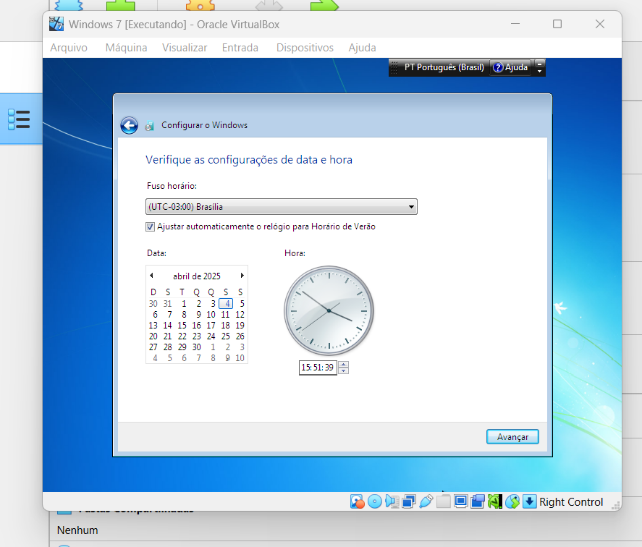 Windows 7 [Executando] - Oracle VirtualBox
Arquivo Máquina Visualizar Entrada Dispositivos Ajuda
PT Português (Brasil) Ajuda
Configurar o Windows
Verifique as configurações de data e hora
Fuso horário:
(UTC-03:00) Brasília
Ajustar automaticamente o relógio para Horário de Verão
Data: Hora:
abril de 2025
D S T Q Q S S
30 31 1 2 3 4 5
6 7 8 9 10 11 12
13 14 15 16 17 18 19
20 21 22 23 24 25 26
27 28 29 30 1 2 3
4 5 6 7 8 9 10
15:51:39
Avançar
Right Control
Pastas Compartilhadas
Nenhum